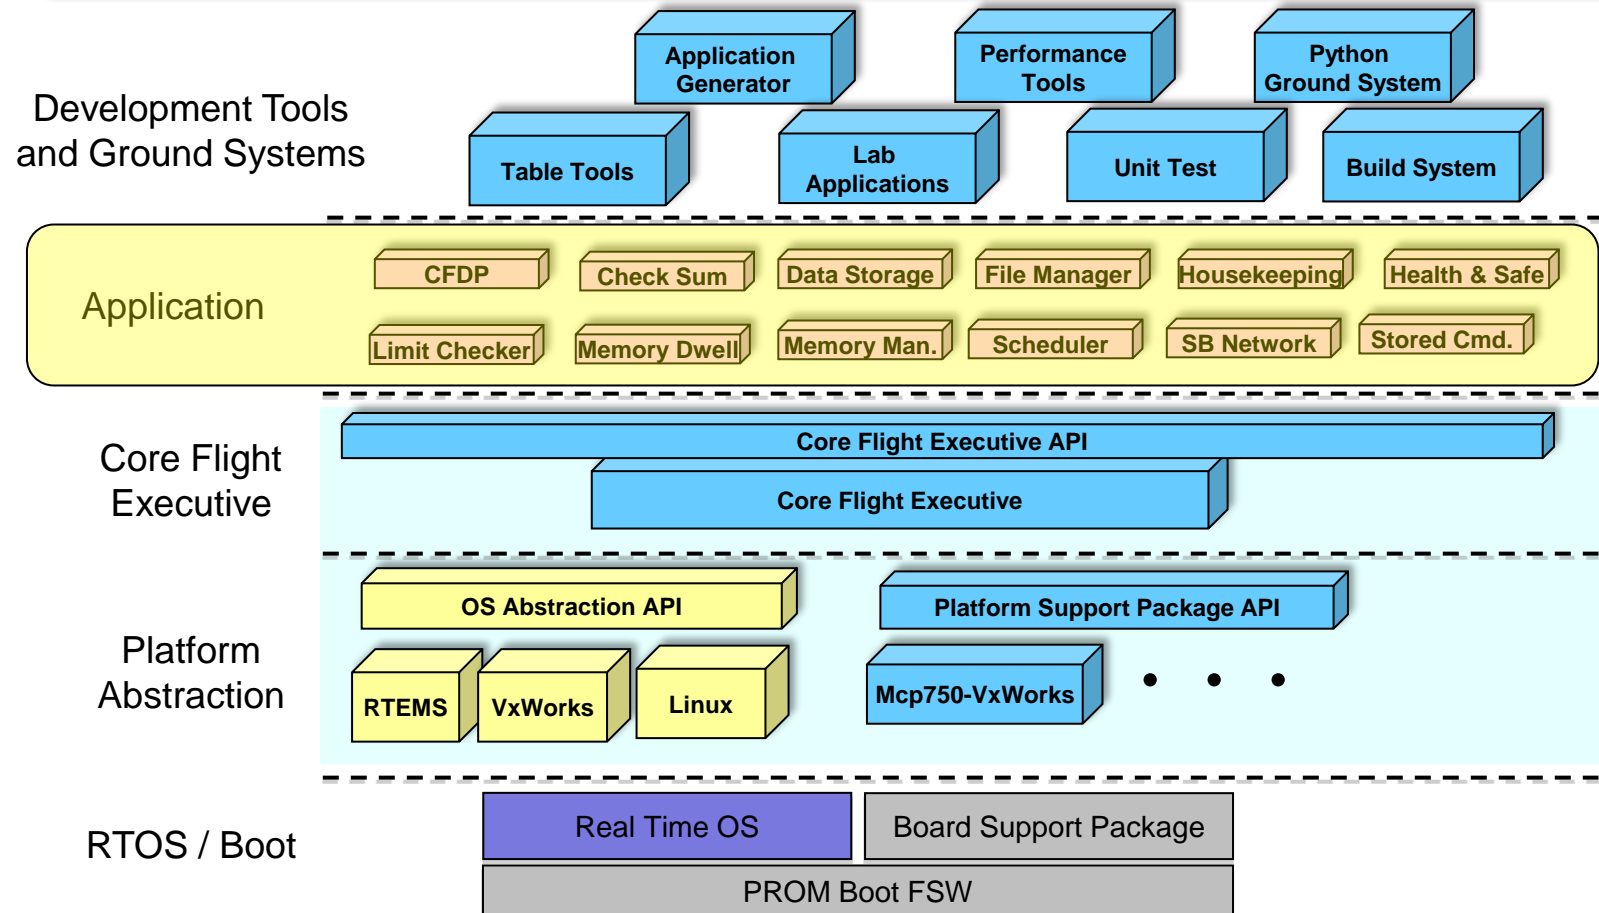 Application
Generator
Performance
Tools
Python
Ground System
Development Tools
and Ground Systems
Table Tools
Lab
Applications
Unit Test
Build System
Application
CFDP
Check Sum
Data Storage
File Manager
Housekeeping
Health & Safe
Limit Checker
Memory Dwell
Memory Man.
Scheduler
SB Network
Stored Cmd.
Core Flight
Executive
Core Flight Executive API
Core Flight Executive
Platform
Abstraction
OS Abstraction API
Platform Support Package API
RTEMS
VxWorks
Linux
Mcp750-VxWorks
• • •
RTOS / Boot
Real Time OS
Board Support Package
PROM Boot FSW